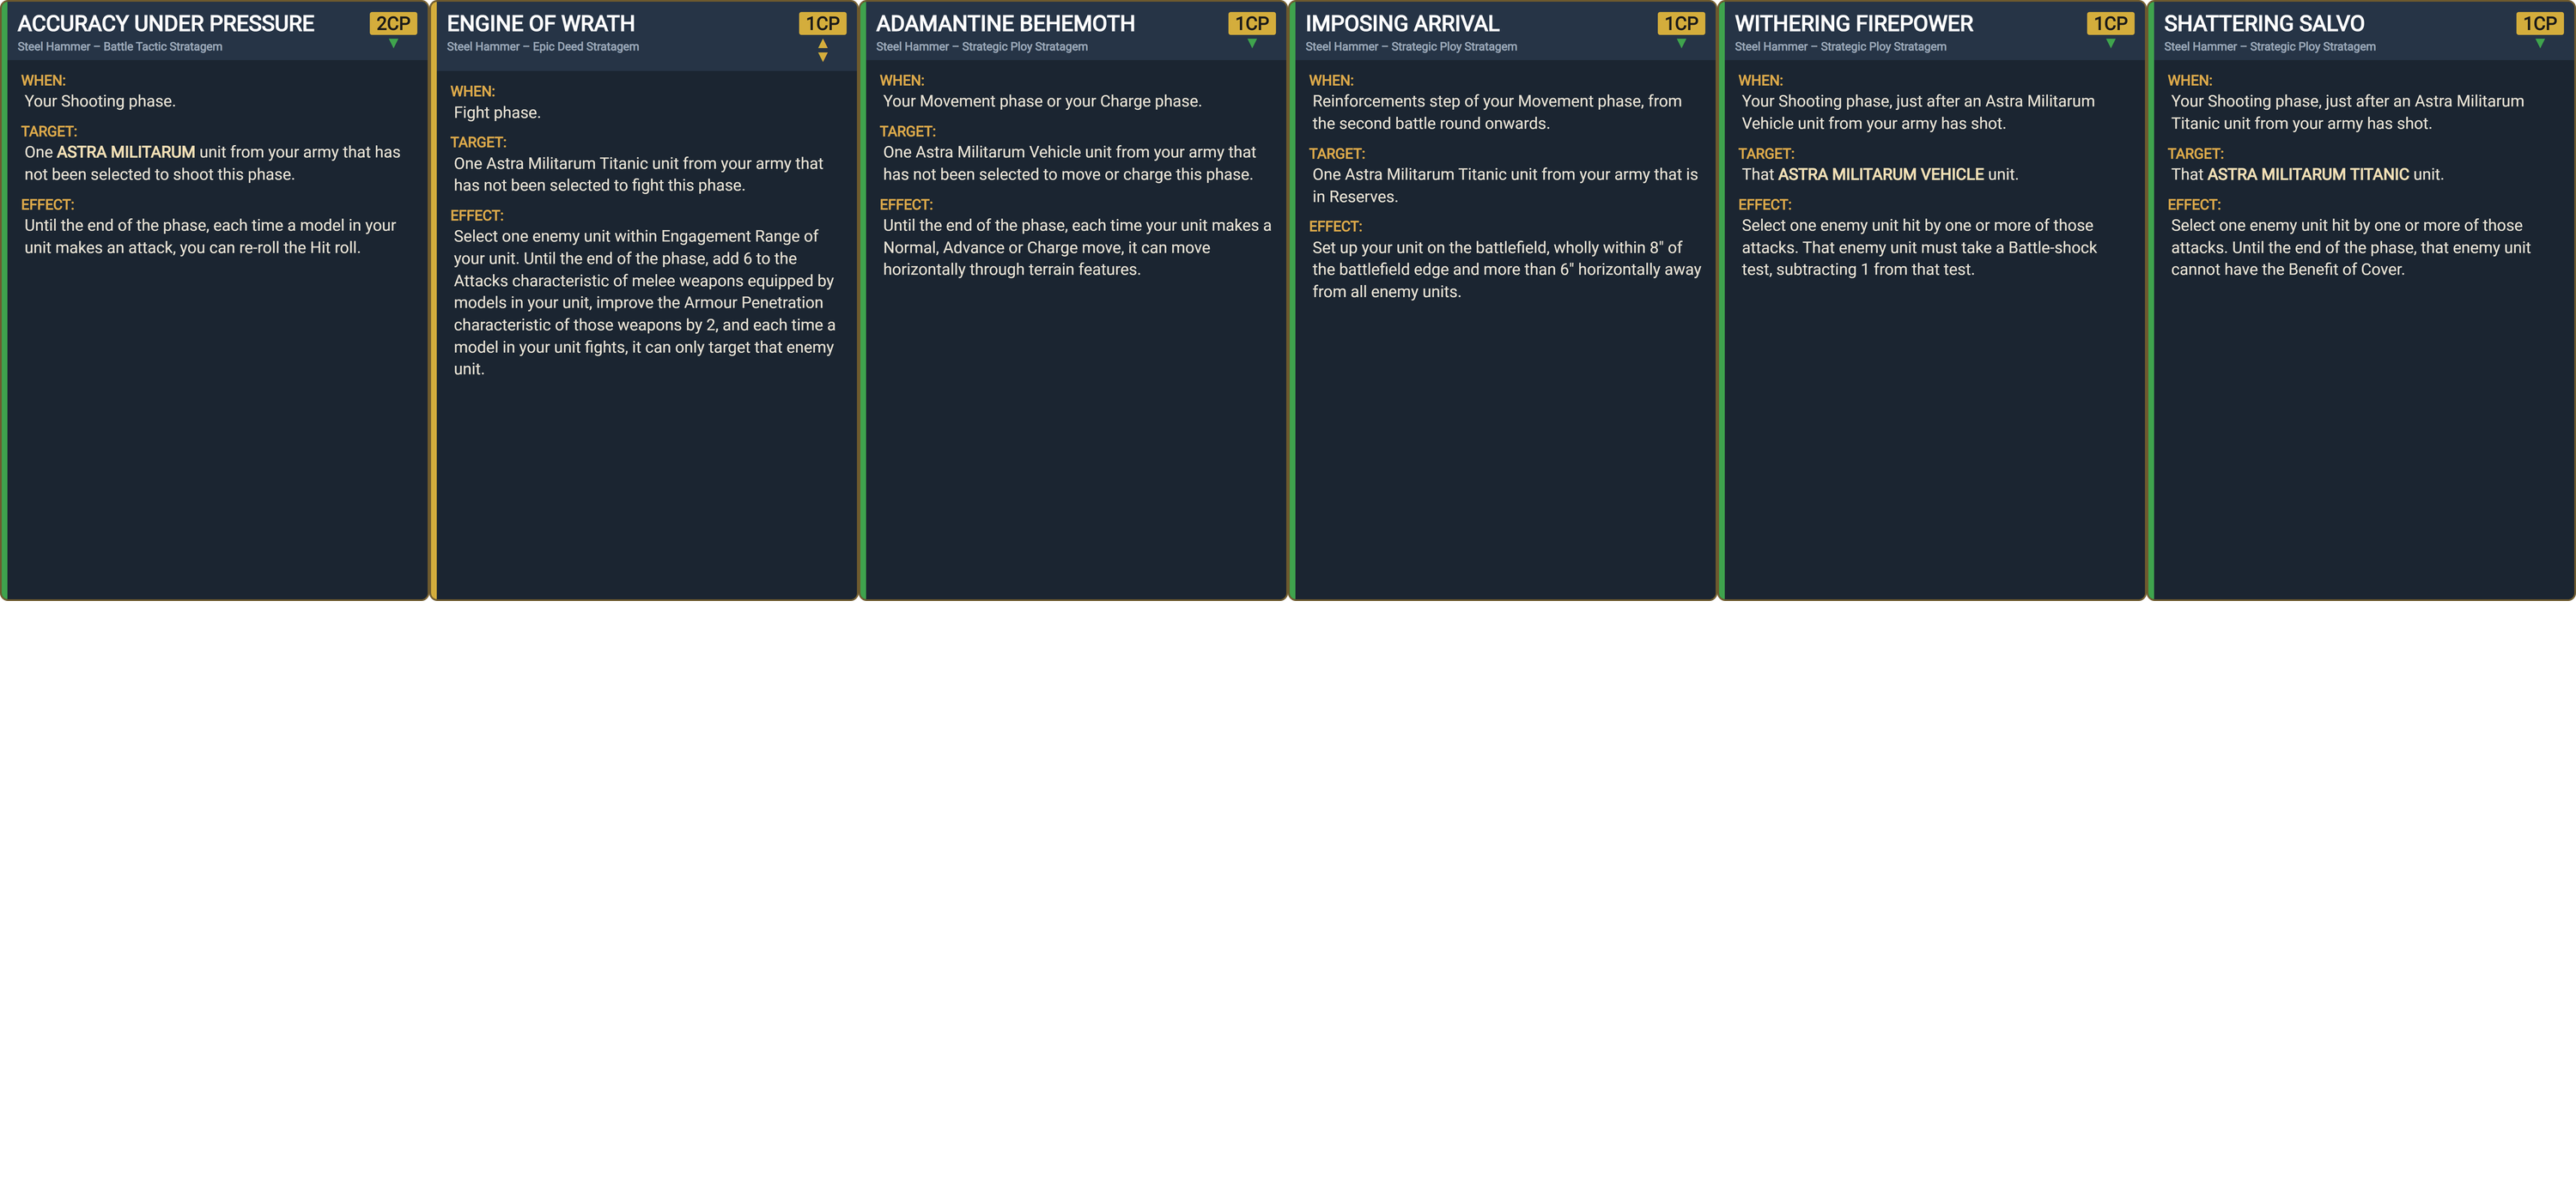 ACCURACY UNDER PRESSURE
2CP
Steel Hammer – Battle Tactic Stratagem
WHEN:
Your Shooting phase.
TARGET:
One ASTRA MILITARUM unit from your army that has
not been selected to shoot this phase.
EFFECT:
Until the end of the phase, each time a model in your
unit makes an attack, you can re-roll the Hit roll.
ENGINE OF WRATH
1CP
Steel Hammer – Epic Deed Stratagem
WHEN:
Fight phase.
TARGET:
One Astra Militarum Titanic unit from your army that
has not been selected to fight this phase.
EFFECT:
Select one enemy unit within Engagement Range of
your unit. Until the end of the phase, add 6 to the
Attacks characteristic of melee weapons equipped by
models in your unit, improve the Armour Penetration
characteristic of those weapons by 2, and each time a
model in your unit fights, it can only target that enemy
unit.
ADAMANTINE BEHEMOTH
1CP
Steel Hammer – Strategic Ploy Stratagem
WHEN:
Your Movement phase or your Charge phase.
TARGET:
One Astra Militarum Vehicle unit from your army that
has not been selected to move or charge this phase.
EFFECT:
Until the end of the phase, each time your unit makes a
Normal, Advance or Charge move, it can move
horizontally through terrain features.
IMPOSING ARRIVAL
1CP
Steel Hammer – Strategic Ploy Stratagem
WHEN:
Reinforcements step of your Movement phase, from
the second battle round onwards.
TARGET:
One Astra Militarum Titanic unit from your army that is
in Reserves.
EFFECT:
Set up your unit on the battlefield, wholly within 8" of
the battlefield edge and more than 6" horizontally away
from all enemy units.
WITHERING FIREPOWER
1CP
Steel Hammer – Strategic Ploy Stratagem
WHEN:
Your Shooting phase, just after an Astra Militarum
Vehicle unit from your army has shot.
TARGET:
That ASTRA MILITARUM VEHICLE unit.
EFFECT:
Select one enemy unit hit by one or more of those
attacks. That enemy unit must take a Battle-shock
test, subtracting 1 from that test.
SHATTERING SALVO
1CP
Steel Hammer – Strategic Ploy Stratagem
WHEN:
Your Shooting phase, just after an Astra Militarum
Titanic unit from your army has shot.
TARGET:
That ASTRA MILITARUM TITANIC unit.
EFFECT:
Select one enemy unit hit by one or more of those
attacks. Until the end of the phase, that enemy unit
cannot have the Benefit of Cover.